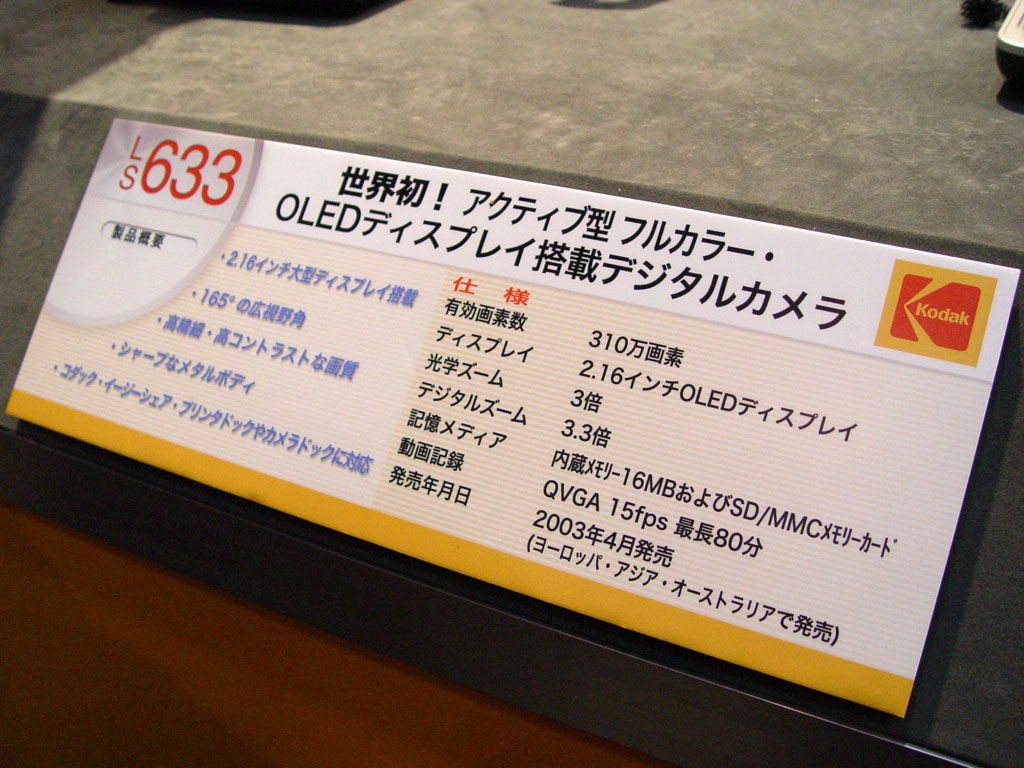 LS633
世界初！ アクティブ型 フルカラー・
OLEDディスプレイ搭載デジタルカメラ
Kodak
製品概要
・2.16インチ大型ディスプレイ搭載
・165°の広視野角
・高精細・高コントラストな画質
・シャープなメタルボディ
・コダック・イージーシェア・プリンタドックやカメラドックに対応
仕 様
有効画素数 310万画素
ディスプレイ 2.16インチOLEDディスプレイ
光学ズーム 3倍
デジタルズーム 3.3倍
記憶メディア 内蔵ﾒﾓﾘｰ16MBおよびSD/MMCﾒﾓﾘｰｶｰﾄﾞ
動画記録 QVGA 15fps 最長80分
発売年月日 2003年4月発売
(ヨーロッパ・アジア・オーストラリアで発売)